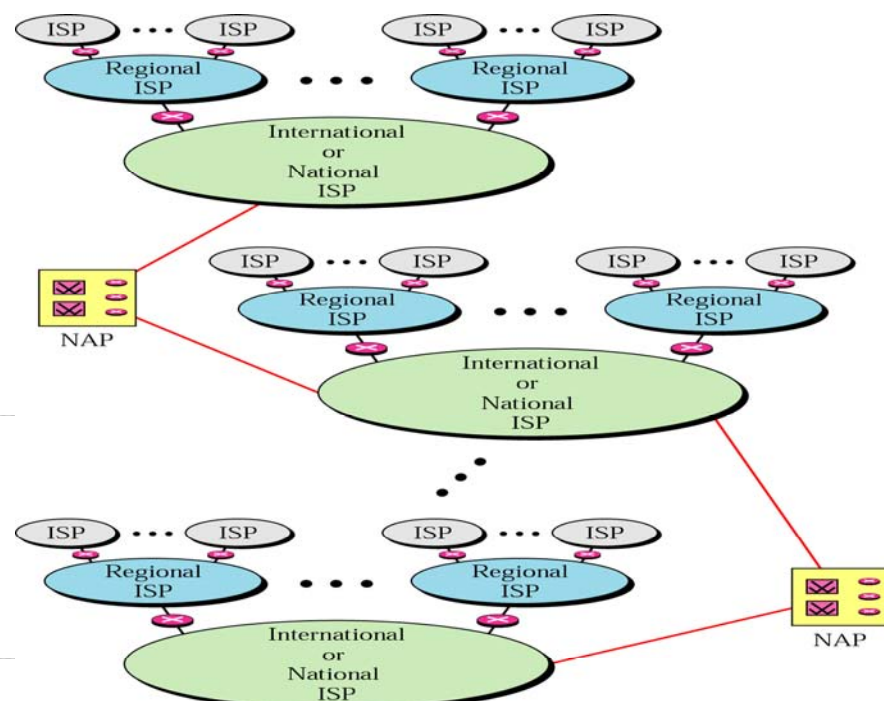 ISP ISP ISP ISP
Regional
ISP
Regional
ISP
International
or
National
ISP
ISP ISP ISP ISP
NAP
Regional
ISP
Regional
ISP
International
or
National
ISP
ISP ISP ISP ISP
Regional
ISP
Regional
ISP
International
or
National
ISP
NAP